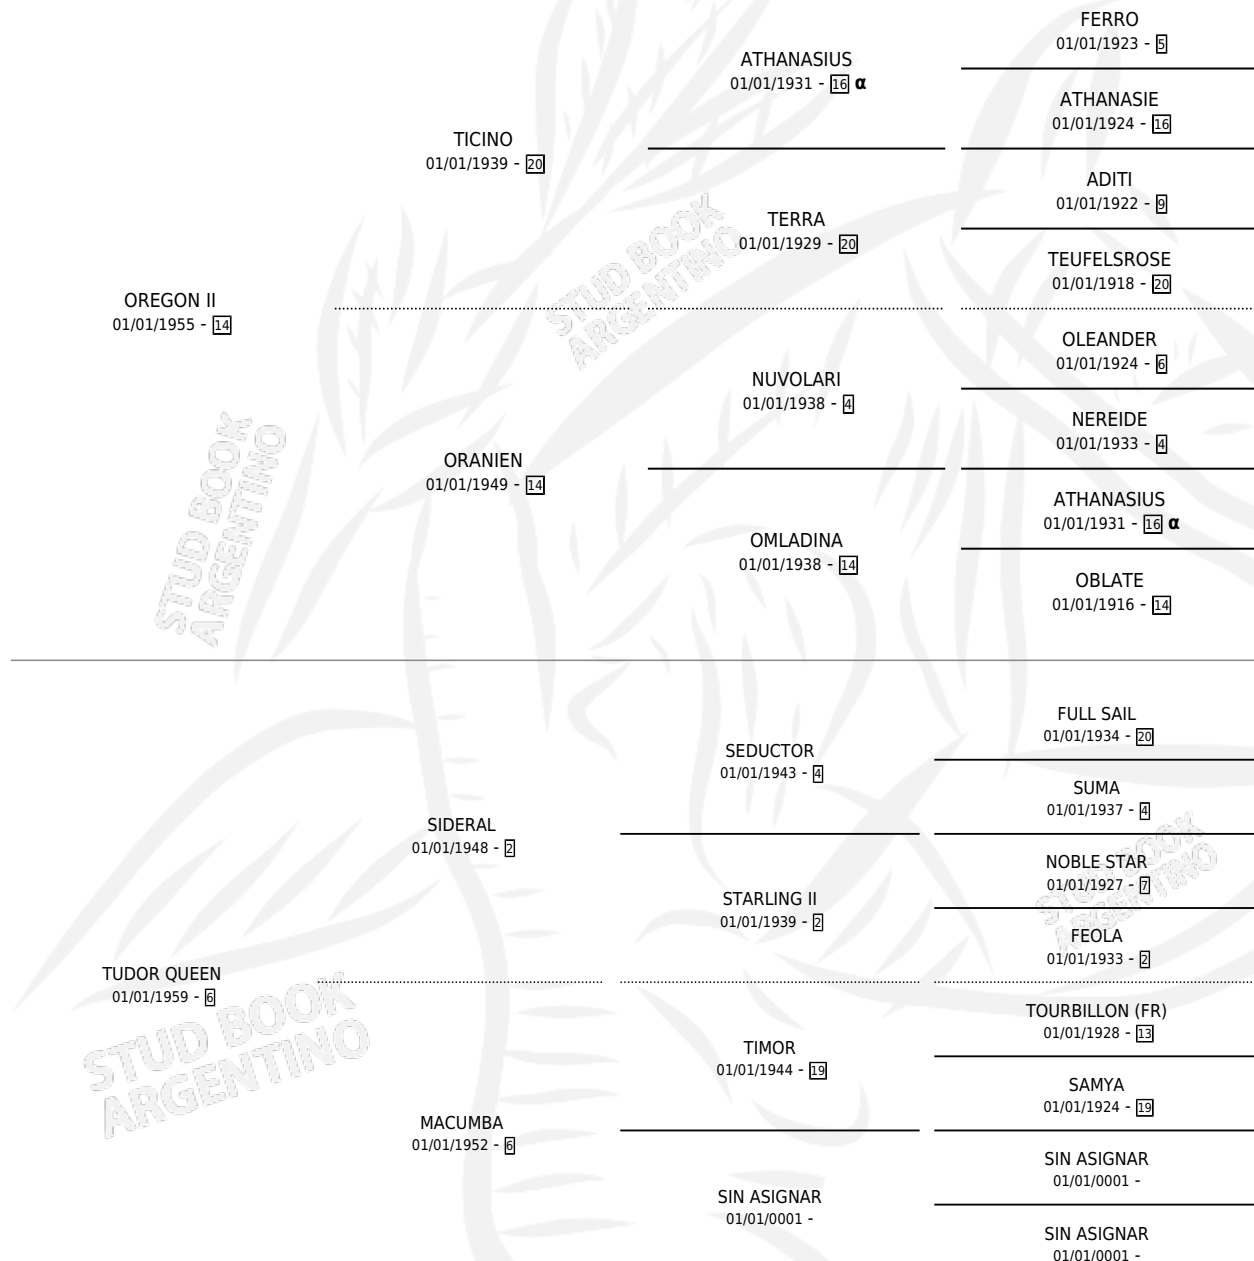 FERRO
01/01/1923 - 5
ATHANASIUS
01/01/1931 - 16 α
ATHANASIE
01/01/1924 - 16
TICINO
01/01/1939 - 20
ADITI
01/01/1922 - 9
TERRA
01/01/1929 - 20
TEUFELSROSE
01/01/1918 - 20
STUD BOOK
ARGENTINO
OREGON II
01/01/1955 - 14
OLEANDER
01/01/1924 - 6
NUVOLARI
01/01/1938 - 4
NEREIDE
01/01/1933 - 4
ORANIEN
01/01/1949 - 14
ATHANASIUS
01/01/1931 - 16 α
OMLADINA
01/01/1938 - 14
OBLATE
01/01/1916 - 14
STUD BOOK
ARGENTINO
FULL SAIL
01/01/1934 - 20
SEDUCTOR
01/01/1943 - 4
SUMA
01/01/1937 - 4
SIDERAL
01/01/1948 - 2
NOBLE STAR
01/01/1927 - 7
STARLING II
01/01/1939 - 2
FEOLA
01/01/1933 - 2
STUD BOOK
ARGENTINO
TUDOR QUEEN
01/01/1959 - 6
TOURBILLON (FR)
01/01/1928 - 13
TIMOR
01/01/1944 - 19
SAMYA
01/01/1924 - 19
STUD BOOK
ARGENTINO
MACUMBA
01/01/1952 - 6
SIN ASIGNAR
01/01/0001 -
SIN ASIGNAR
01/01/0001 -
SIN ASIGNAR
01/01/0001 -